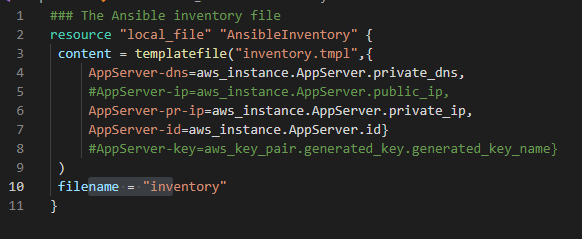 1 ### The Ansible inventory file
2 resource "local_file" "AnsibleInventory" {
3 content = templatefile("inventory.tmpl",{
4 AppServer-dns=aws_instance.AppServer.private_dns,
5 #AppServer-ip=aws_instance.AppServer.public_ip,
6 AppServer-pr-ip=aws_instance.AppServer.private_ip,
7 AppServer-id=aws_instance.AppServer.id}
8 #AppServer-key=aws_key_pair.generated_key.generated_key_name}
9 )
10 filename = "inventory"
11 }